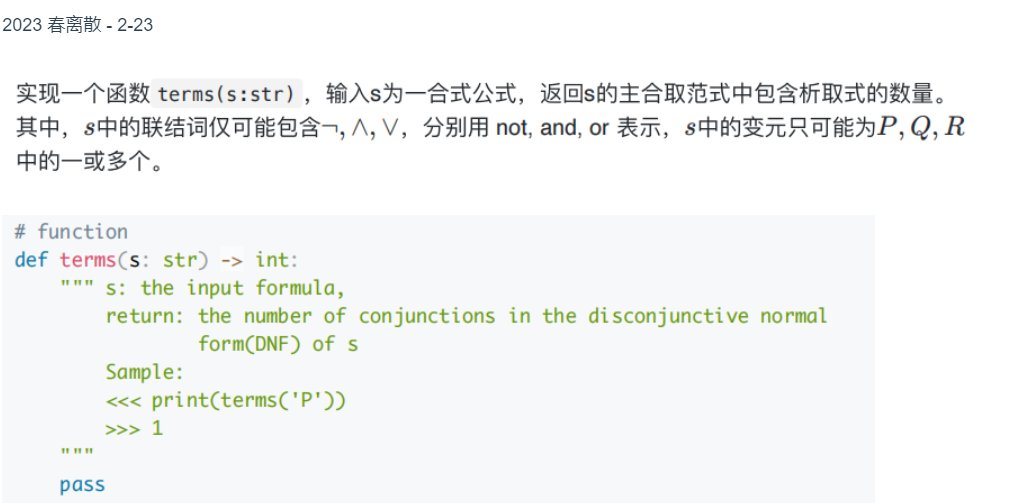 2023 春离散 - 2-23
实现一个函数 terms(s:str) ，输入s为一合式公式，返回s的主合取范式中包含析取式的数量。
其中，s中的联结词仅可能包含¬, ∧, ∨，分别用 not, and, or 表示，s中的变元只可能为P, Q, R
中的一或多个。
# function
def terms(s: str) -> int:
    """ s: the input formula,
        return: the number of conjunctions in the disconjunctive normal
                form(DNF) of s
        Sample:
        <<< print(terms('P'))
        >>> 1
    """
    pass